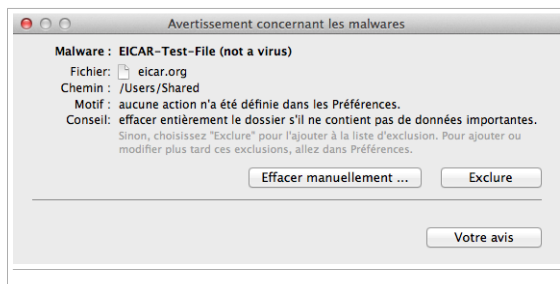 Avertissement concernant les malwares
Malware : EICAR-Test-File (not a virus)
Fichier: eicar.org
Chemin : /Users/Shared
Motif : aucune action n'a été définie dans les Préférences.
Conseil: effacer entièrement le dossier s'il ne contient pas de données importantes.
Sinon, choisissez "Exclure" pour l'ajouter à la liste d'exclusion. Pour ajouter ou
modifier plus tard ces exclusions, allez dans Préférences.
Effacer manuellement ... Exclure
Votre avis